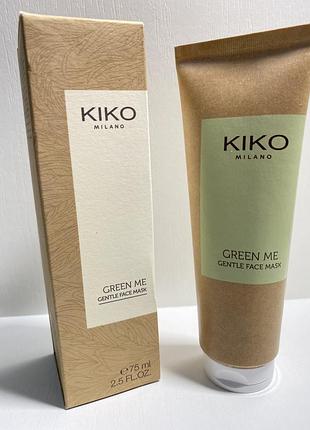 KIKO
MILANO
GREEN ME
GENTLE FACE MASK
℮75 ml
2.5 FL.OZ.
KIKO
MILANO
GREEN ME
GENTLE FACE MASK